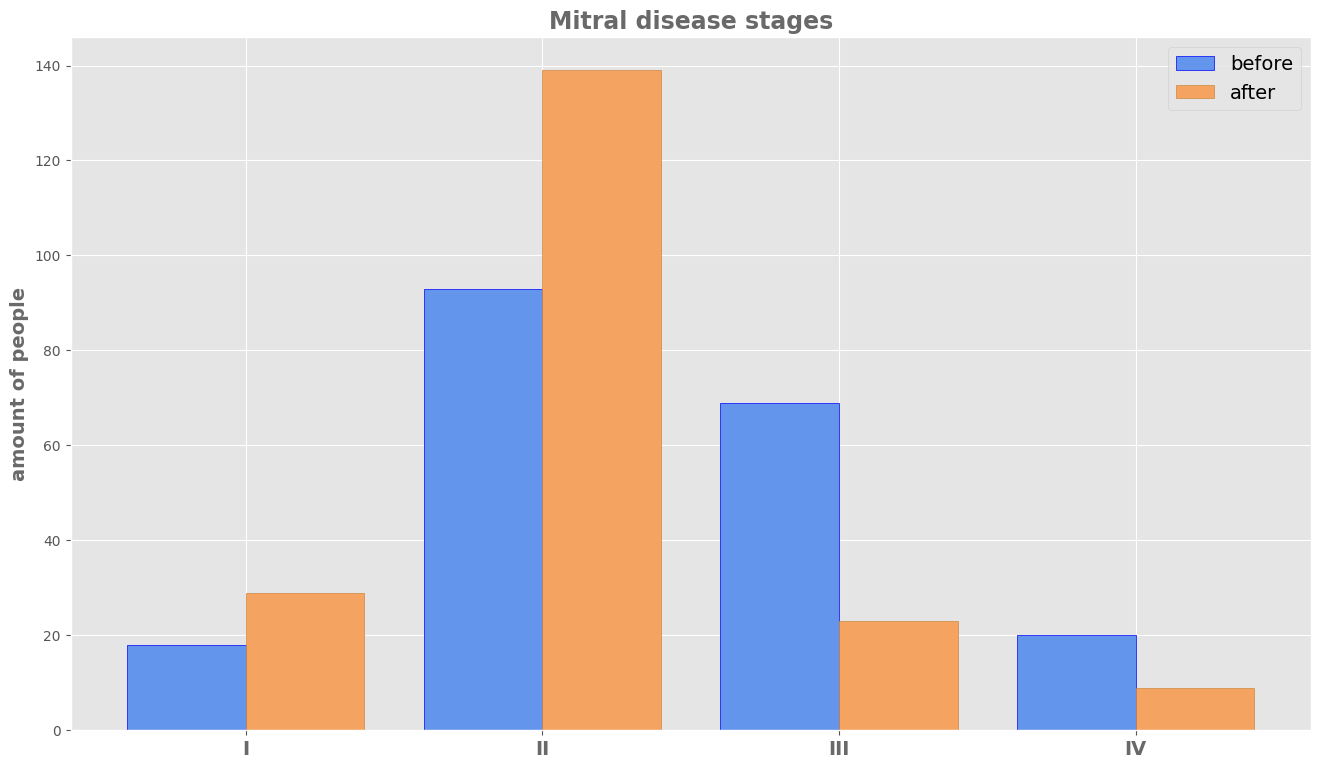 Mitral disease stages
before
after
amount of people
140
120
100
80
60
40
20
0
I
II
III
IV